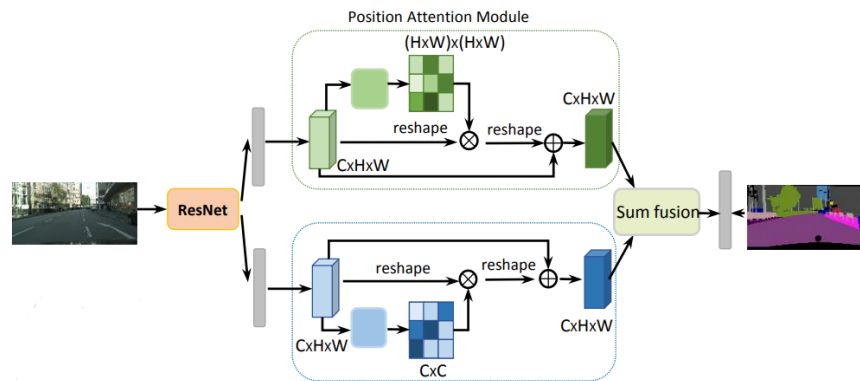 Position Attention Module
(HxW)x(HxW)
CxHxW
reshape
reshape
CxHxW
ResNet
Sum fusion
reshape
reshape
CxHxW
CxHxW
CxC